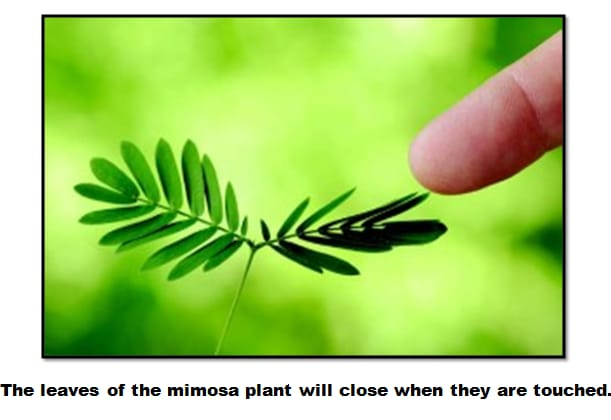 The leaves of the mimosa plant will close when they are touched.